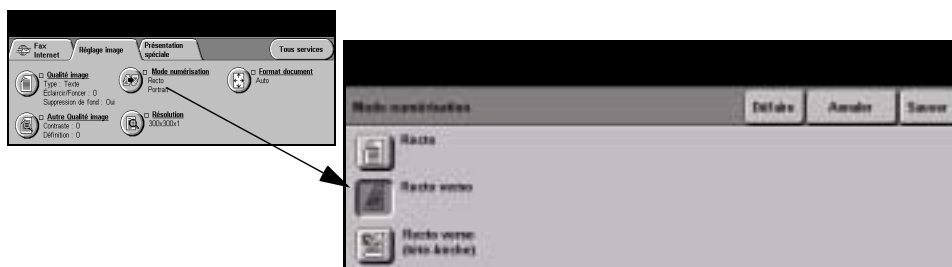 Fax
Internet
Réglage image
Présentation
spéciale
Tous services
Qualité image
Type : Texte
Éclaircir/Foncer : 0
Suppression de fond : Oui
Mode numérisation
Recto
Portrait
Format document
Auto
Autre Qualité image
Contraste : 0
Définition : 0
Résolution
300x300x1
Mode numérisation
Défaire
Annuler
Sauver
Recto
Recto verso
Recto verso
(tête-bêche)